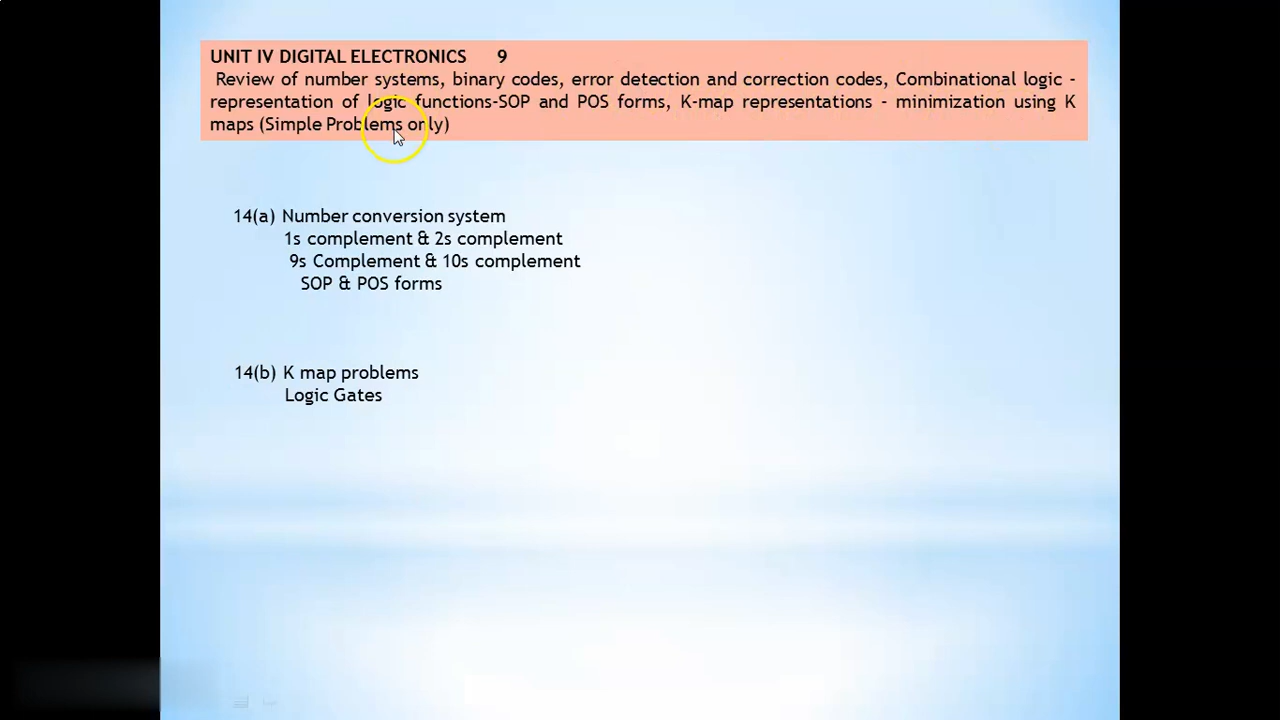 UNIT IV DIGITAL ELECTRONICS 9
Review of number systems, binary codes, error detection and correction codes, Combinational logic -
representation of logic functions-SOP and POS forms, K-map representations - minimization using K
maps (Simple Problems only)
14(a) Number conversion system
1s complement & 2s complement
9s Complement & 10s complement
SOP & POS forms
14(b) K map problems
Logic Gates